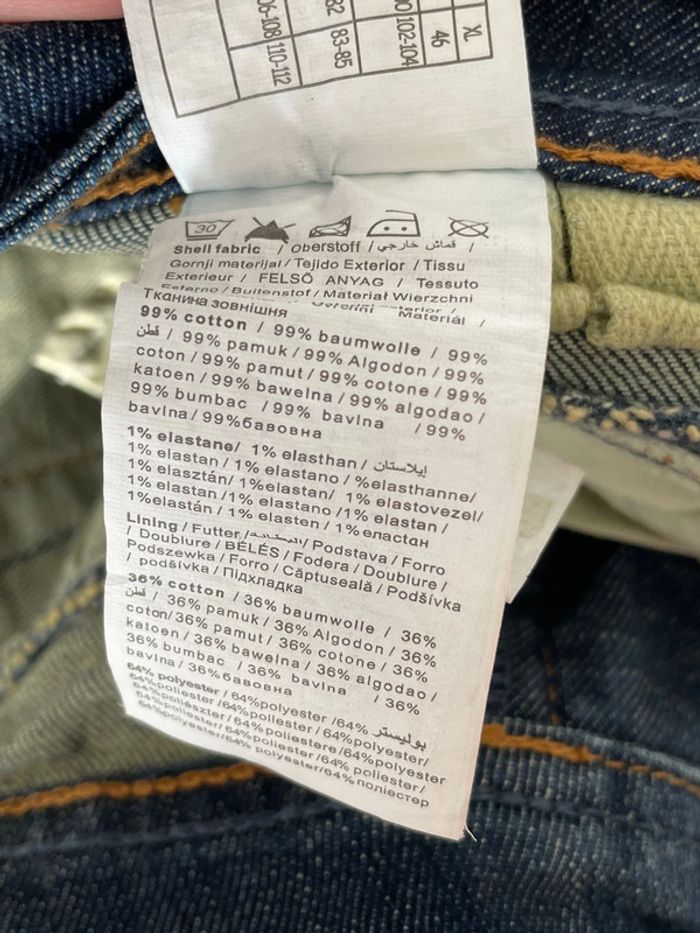 XL
46
102-104
82 83-85
06-108 110-112
30
Shell fabric / Oberstoff / قماش خارجي /
Gornji materijal / Tejido Exterior / Tissu
Exterieur / FELSÖ ANYAG / Tessuto
Esterno / Buitenstof / Materiał Wierzchni
Materiál /
Тканина зовнішня
99% cotton / 99% baumwolle / 99%
قطن / 99% pamuk / 99% Algodon / 99%
coton / 99% pamut / 99% cotone / 99%
katoen / 99% bawelna / 99% algodao /
99% bumbac / 99% bavlna / 99%
bavlna / 99%бавовна
1% elastane/ 1% elasthan / إيلاستان
1% elastan / 1% elastano / %elasthanne/
1% elasztán/ 1%elastan/ 1% elastovezel/
1% elastan /1% elastano /1% elastan /
1%elastán / 1% elasten / 1%еластан
Lining / Futter / Podstava / Forro
/ Doublure / BÉLÉS / Fodera / Doublure /
Podszewka / Forro / Căptuseală / Podšívka
/ podšívka / Підхладка
36% cotton / 36% baumwolle / 36%
قطن / 36% pamuk / 36% Algodon / 36%
coton/ 36% pamut / 36% cotone / 36%
katoen / 36% bawelna / 36% algodao /
36% bumbac / 36% bavlna / 36%
bavlna / 36%бавовна
64% polyester / 64%polyester /64% بوليستر
64%poliester /64%poliester / 64%polyester/
64%poliészter/ 64%poliestere /64%polyester
64%poliester /64%poliester /64% poliester/
64%polyester/64% polyester/64% поліестер